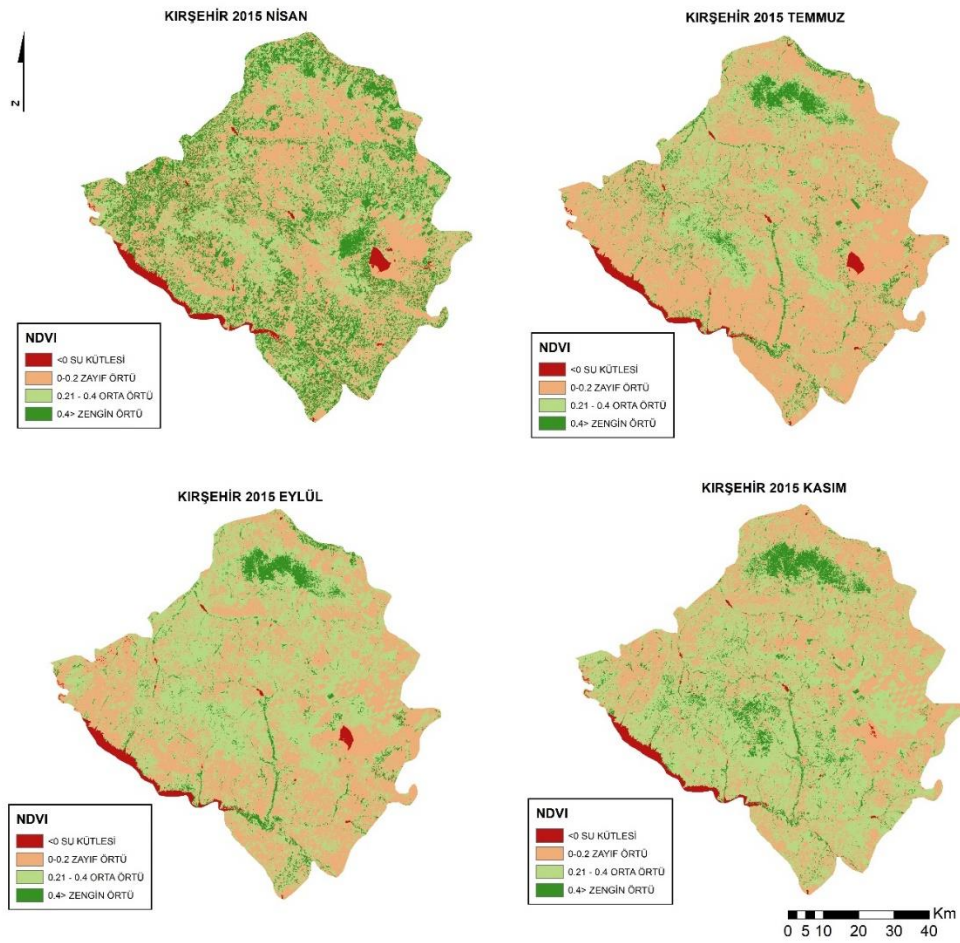 KIRŞEHİR 2015 NİSAN
KIRŞEHİR 2015 TEMMUZ
N
NDVI
<0 SU KÜTLESİ
0-0.2 ZAYIF ÖRTÜ
0.21 - 0.4 ORTA ÖRTÜ
0.4> ZENGİN ÖRTÜ
NDVI
<0 SU KÜTLESİ
0-0.2 ZAYIF ÖRTÜ
0.21 - 0.4 ORTA ÖRTÜ
0.4> ZENGİN ÖRTÜ
KIRŞEHİR 2015 EYLÜL
KIRŞEHİR 2015 KASIM
NDVI
<0 SU KÜTLESİ
0-0.2 ZAYIF ÖRTÜ
0.21 - 0.4 ORTA ÖRTÜ
0.4> ZENGİN ÖRTÜ
NDVI
<0 SU KÜTLESİ
0-0.2 ZAYIF ÖRTÜ
0.21 - 0.4 ORTA ÖRTÜ
0.4> ZENGİN ÖRTÜ
Km
0 5 10 20 30 40